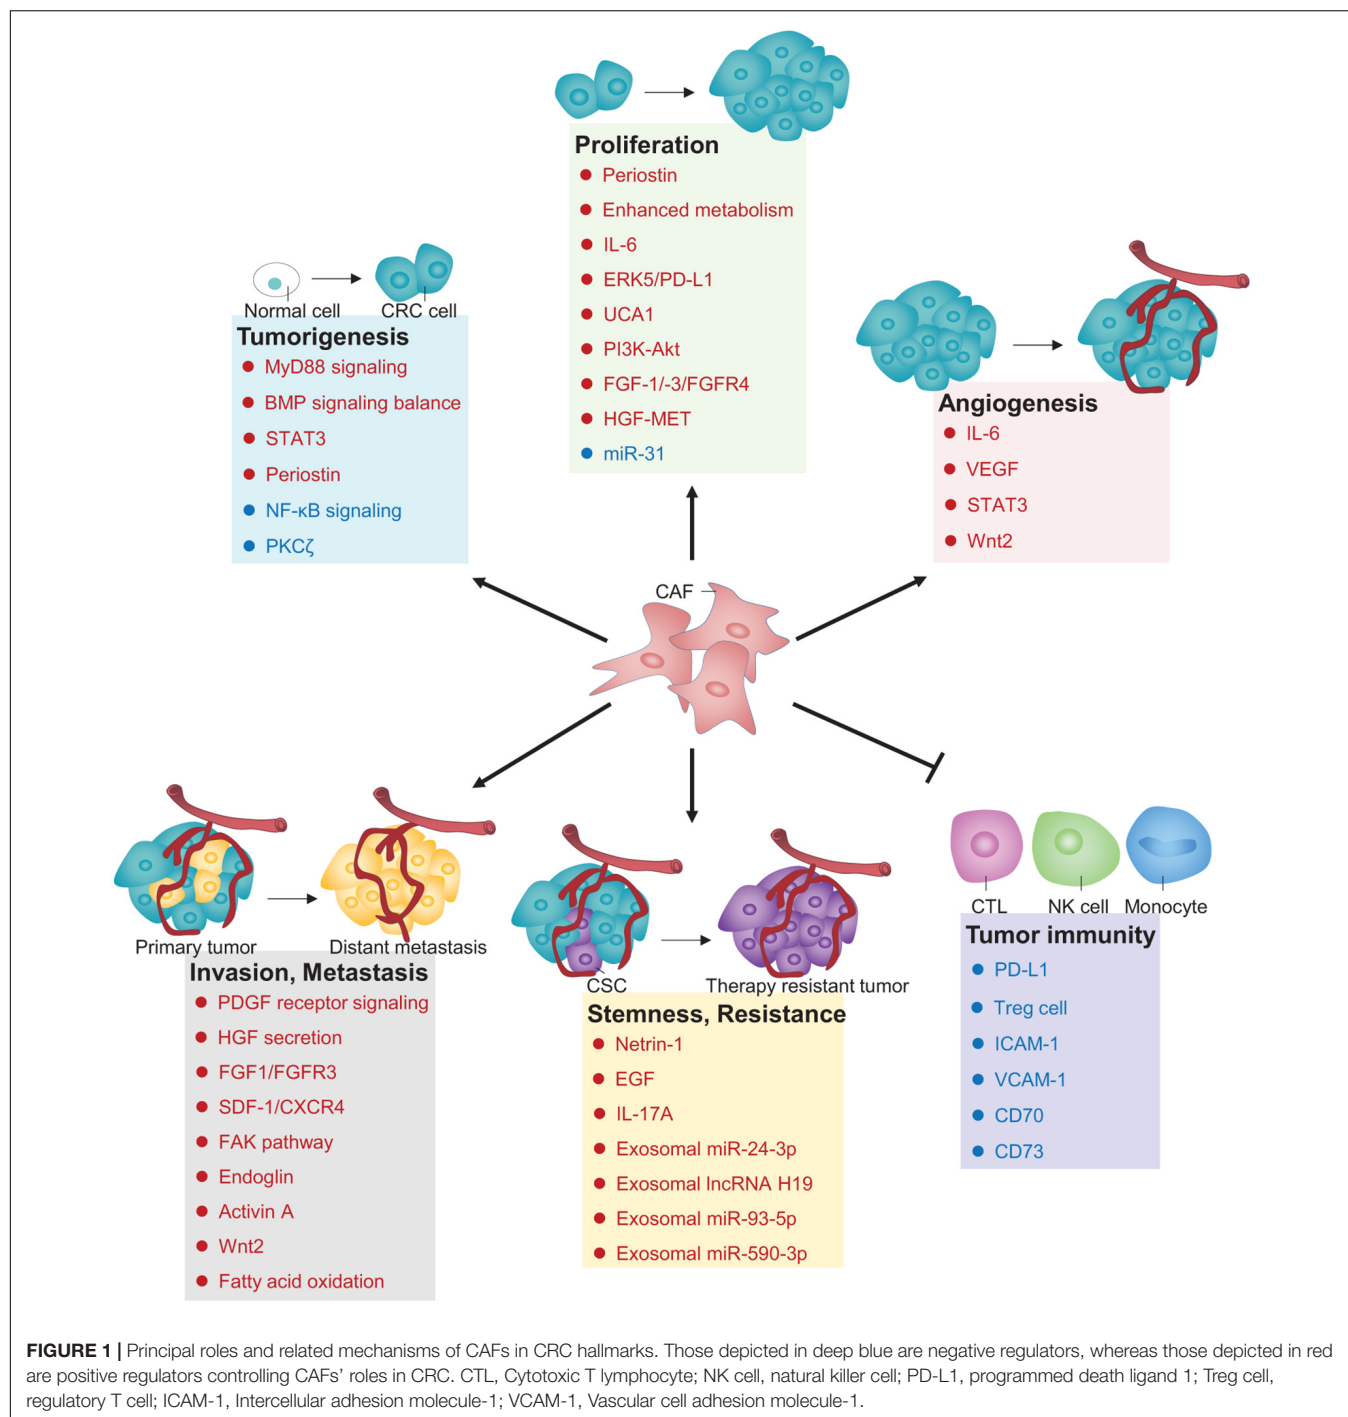 Proliferation
Periostin
Enhanced metabolism
IL-6
ERK5/PD-L1
UCA1
PI3K-Akt
FGF-1/-3/FGFR4
HGF-MET
miR-31
Normal cell
CRC cell
Tumorigenesis
MyD88 signaling
BMP signaling balance
STAT3
Periostin
NF-κB signaling
PKCζ
Angiogenesis
IL-6
VEGF
STAT3
Wnt2
CAF
Primary tumor
Distant metastasis
Invasion, Metastasis
PDGF receptor signaling
HGF secretion
FGF1/FGFR3
SDF-1/CXCR4
FAK pathway
Endoglin
Activin A
Wnt2
Fatty acid oxidation
CSC
Therapy resistant tumor
Stemness, Resistance
Netrin-1
EGF
IL-17A
Exosomal miR-24-3p
Exosomal lncRNA H19
Exosomal miR-93-5p
Exosomal miR-590-3p
CTL
NK cell
Monocyte
Tumor immunity
PD-L1
Treg cell
ICAM-1
VCAM-1
CD70
CD73
FIGURE 1 | Principal roles and related mechanisms of CAFs in CRC hallmarks. Those depicted in deep blue are negative regulators, whereas those depicted in red
are positive regulators controlling CAFs' roles in CRC. CTL, Cytotoxic T lymphocyte; NK cell, natural killer cell; PD-L1, programmed death ligand 1; Treg cell,
regulatory T cell; ICAM-1, Intercellular adhesion molecule-1; VCAM-1, Vascular cell adhesion molecule-1.